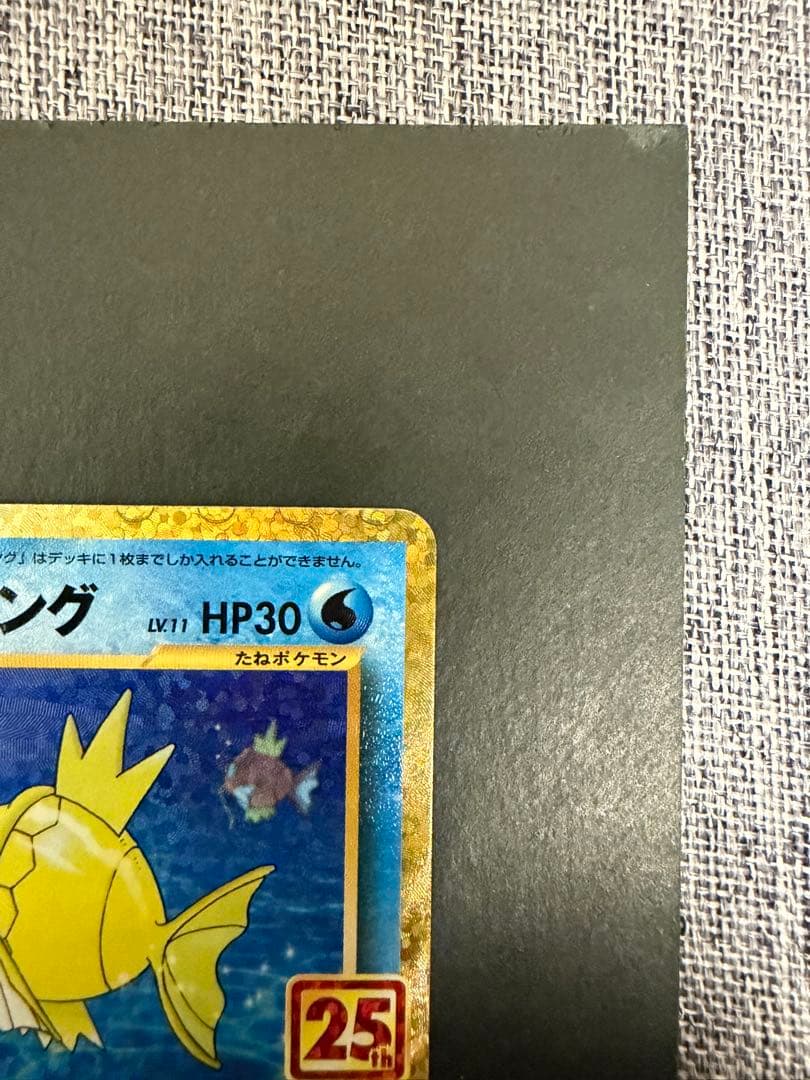 ング」はデッキに1枚までしか入れることができません。
ング LV.11 HP30
たねポケモン
25th